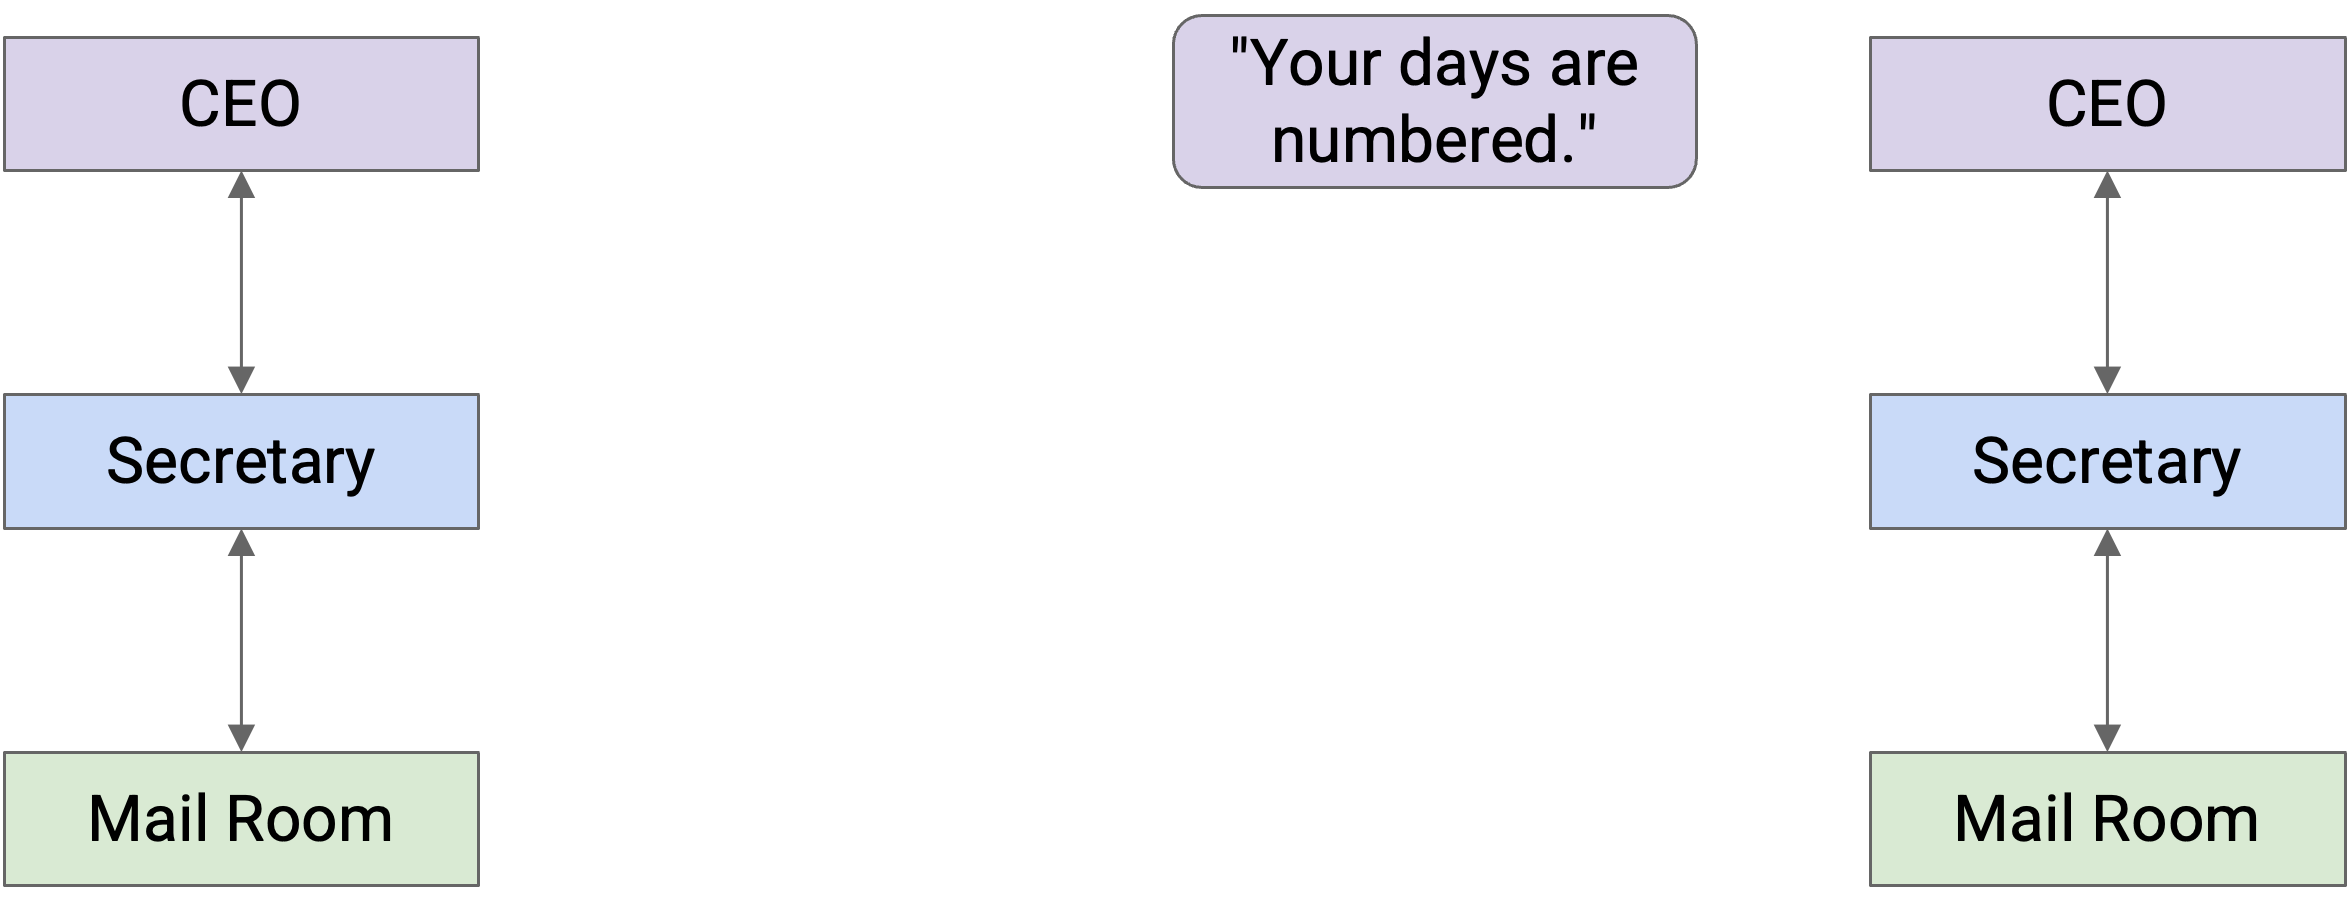 CEO
"Your days are
numbered."
CEO
Secretary
Secretary
Mail Room
Mail Room